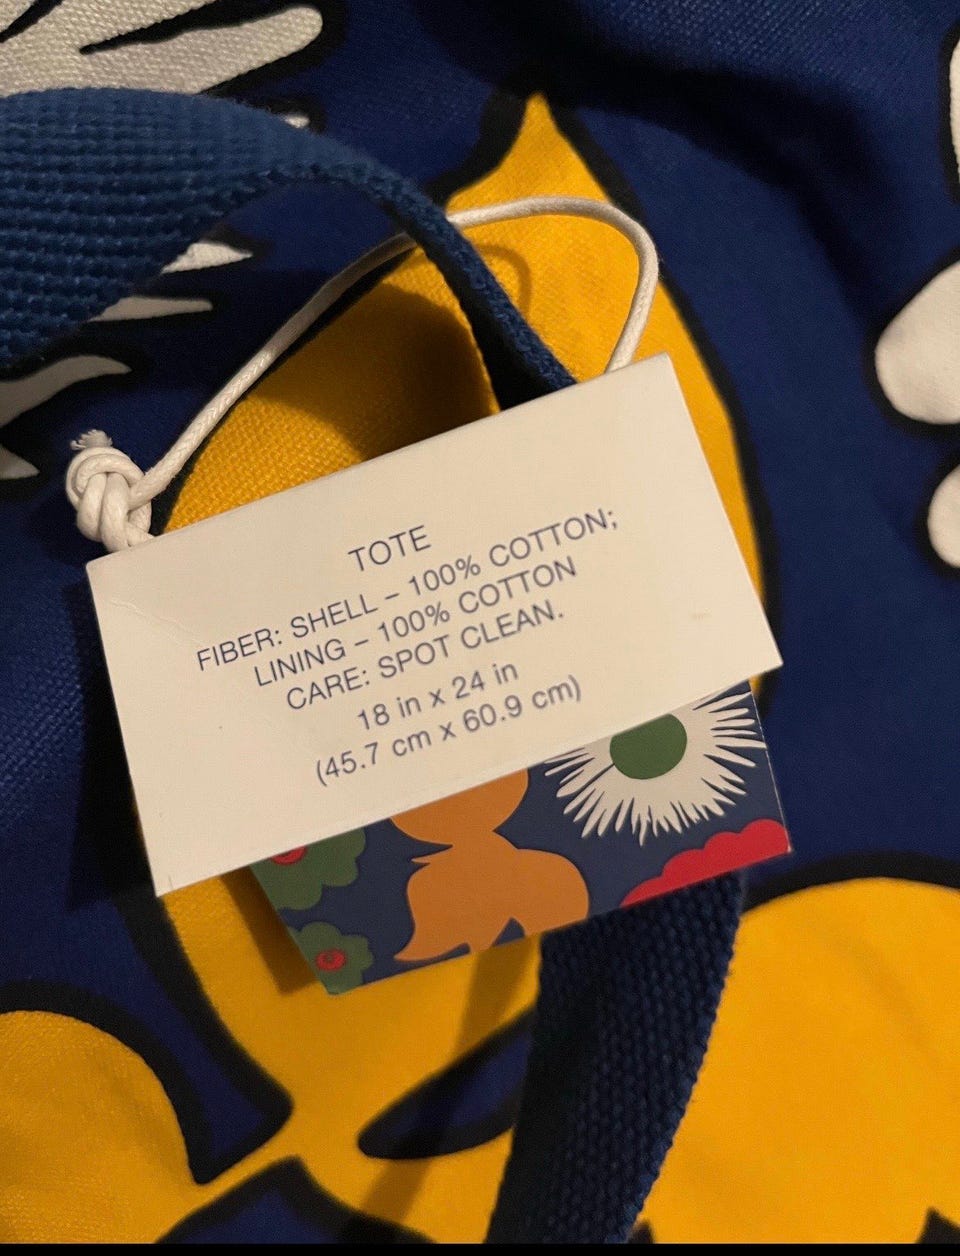 TOTE
FIBER: SHELL – 100% COTTON;
LINING – 100% COTTON
CARE: SPOT CLEAN.
18 in x 24 in
(45.7 cm x 60.9 cm)